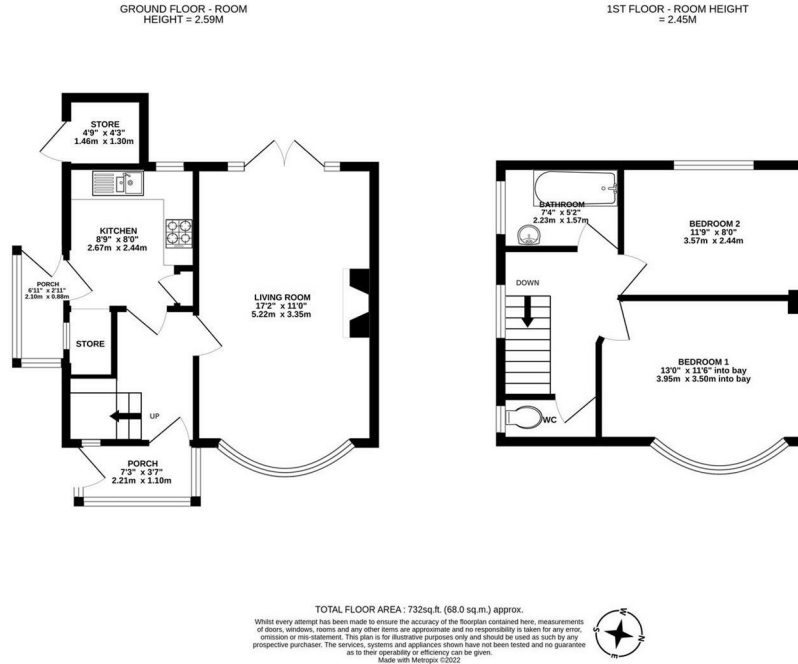 GROUND FLOOR - ROOM
HEIGHT = 2.59M
1ST FLOOR - ROOM HEIGHT
= 2.45M
STORE
4'9" x 4'3"
1.46m x 1.30m
KITCHEN
8'9" x 8'0"
2.67m x 2.44m
PORCH
6'11" x 2'11"
2.10m x 0.88m
STORE
LIVING ROOM
17'2" x 11'0"
5.22m x 3.35m
UP
PORCH
7'3" x 3'7"
2.21m x 1.10m
BATHROOM
7'4" x 5'2"
2.23m x 1.57m
BEDROOM 2
11'9" x 8'0"
3.57m x 2.44m
DOWN
BEDROOM 1
13'0" x 11'6" into bay
3.95m x 3.50m into bay
WC
TOTAL FLOOR AREA : 732sq.ft. (68.0 sq.m.) approx.
Whilst every attempt has been made to ensure the accuracy of the floorplan contained here, measurements
of doors, windows, rooms and any other items are approximate and no responsibility is taken for any error,
omission or mis-statement. This plan is for illustrative purposes only and should be used as such by any
prospective purchaser. The services, systems and appliances shown have not been tested and no guarantee
as to their operability or efficiency can be given.
Made with Metropix ©2022
W
S
N
E